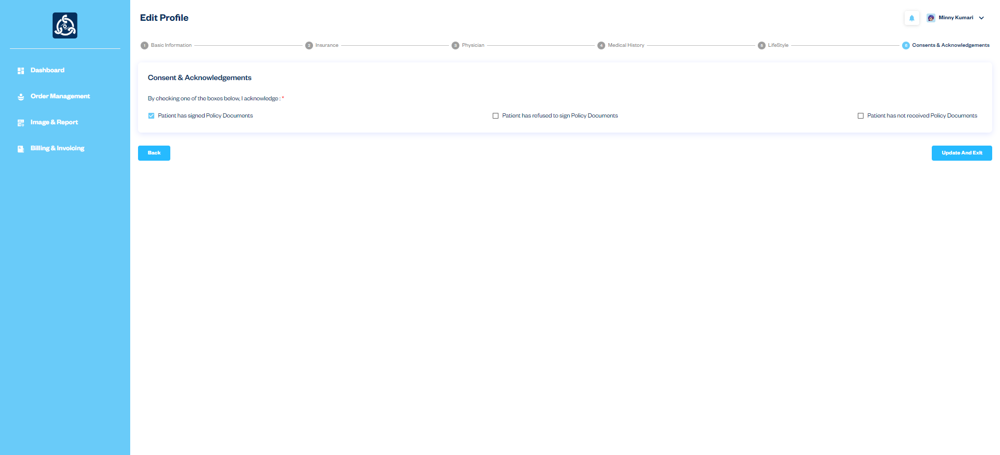 Edit Profile
Minny Kumari
Dashboard
Order Management
Image & Report
Billing & Invoicing
1 Basic Information
2 Insurance
3 Physician
4 Medical History
5 LifeStyle
6 Consents & Acknowledgements
Consent & Acknowledgements
By checking one of the boxes below, I acknowledge : *
Patient has signed Policy Documents
Patient has refused to sign Policy Documents
Patient has not received Policy Documents
Back
Update And Exit